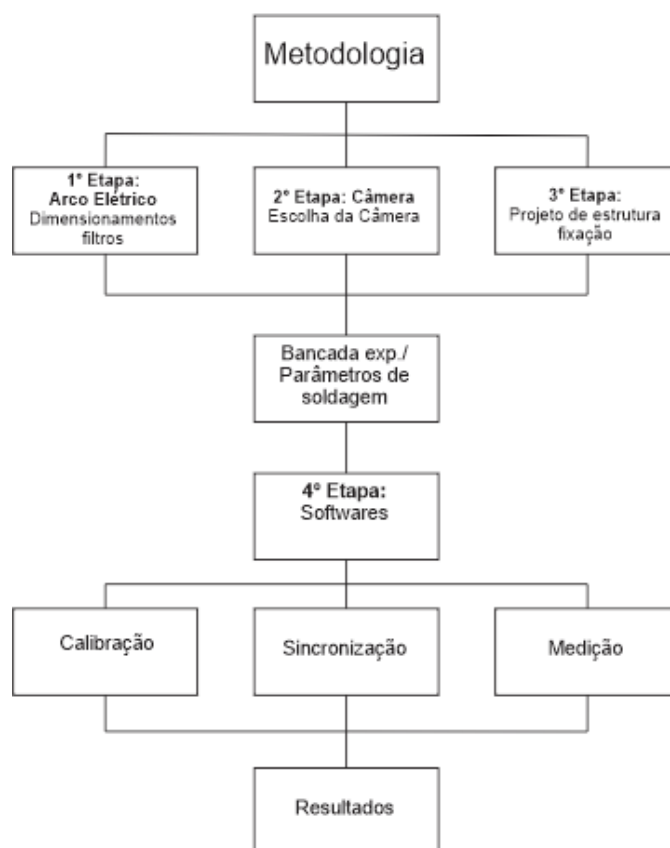 Metodologia
1° Etapa:
Arco Elétrico
Dimensionamentos
filtros
2° Etapa: Câmera
Escolha da Câmera
3° Etapa:
Projeto de estrutura
fixação
Bancada exp./
Parâmetros de
soldagem
4° Etapa:
Softwares
Calibração
Sincronização
Medição
Resultados